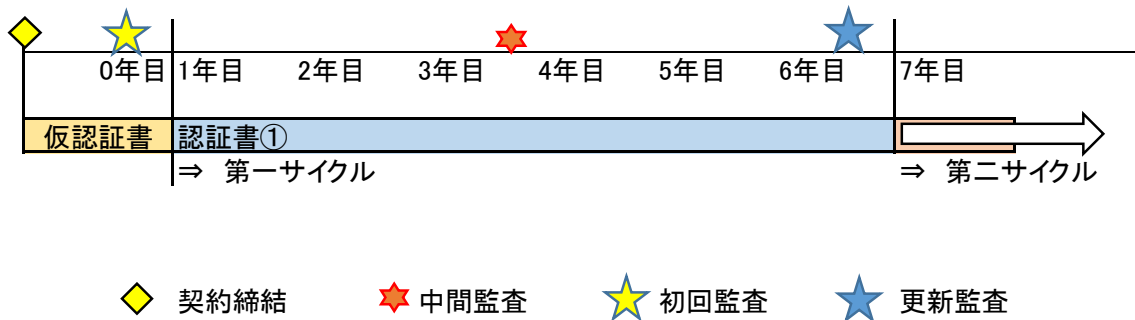 0年目 1年目 2年目 3年目 4年目 5年目 6年目 7年目
仮認証書 認証書①
⇒ 第一サイクル ⇒ 第二サイクル
契約締結 中間監査 初回監査 更新監査